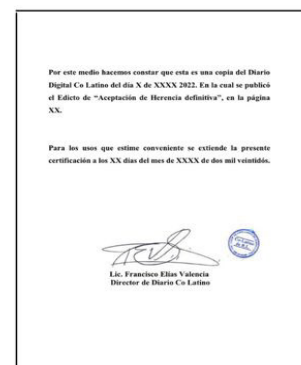 Por este medio hacemos constar que esta es una copia del Diario
Digital Co Latino del día X de XXXX 2022. En la cual se publicó
el Edicto de “Aceptación de Herencia definitiva”, en la página
XX.
Para los usos que estime conveniente se extiende la presente
certificación a los XX días del mes de XXXX de dos mil veintidós.
Lic. Francisco Elías Valencia
Director de Diario Co Latino